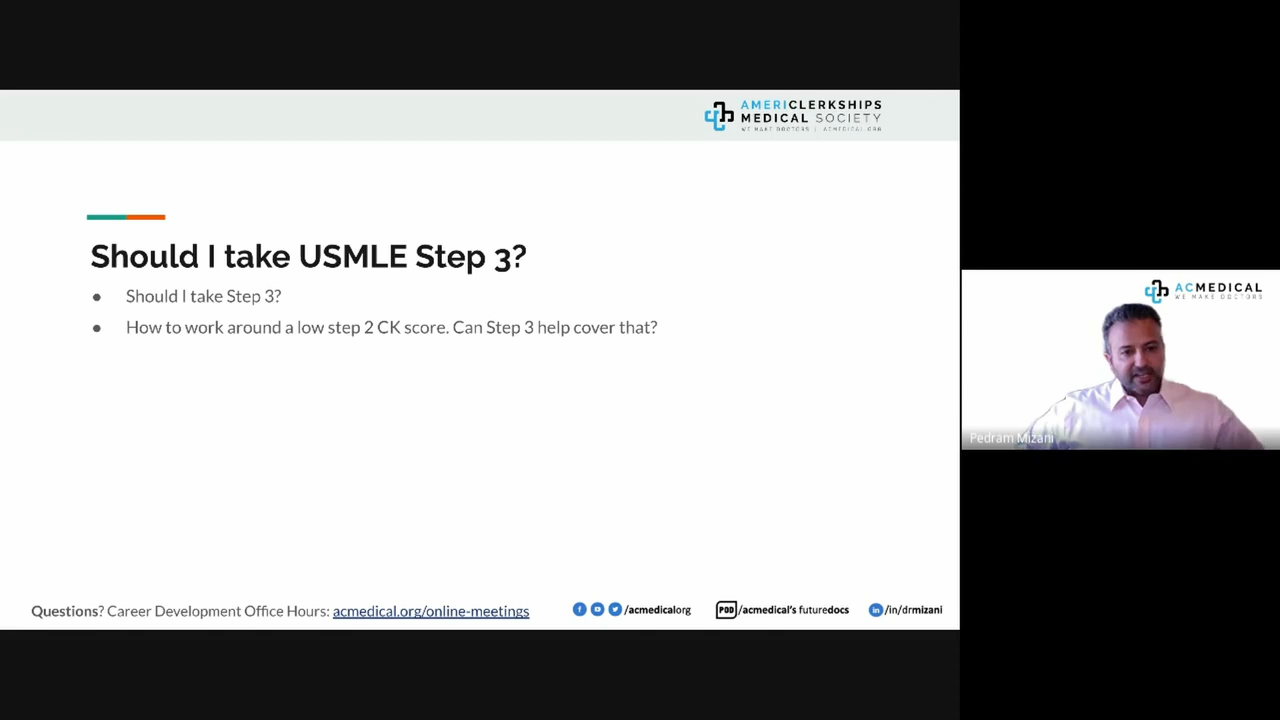 AMERICLERKSHIPS
MEDICAL SOCIETY
WE MAKE DOCTORS | ACMEDICAL.ORG
Should I take USMLE Step 3?
● Should I take Step 3?
● How to work around a low step 2 CK score. Can Step 3 help cover that?
ACMEDICAL
WE MAKE DOCTORS
Pedram Mizani
Questions? Career Development Office Hours: acmedical.org/online-meetings
/acmedicalorg
POD /acmedical's futuredocs
in /in/drmizani